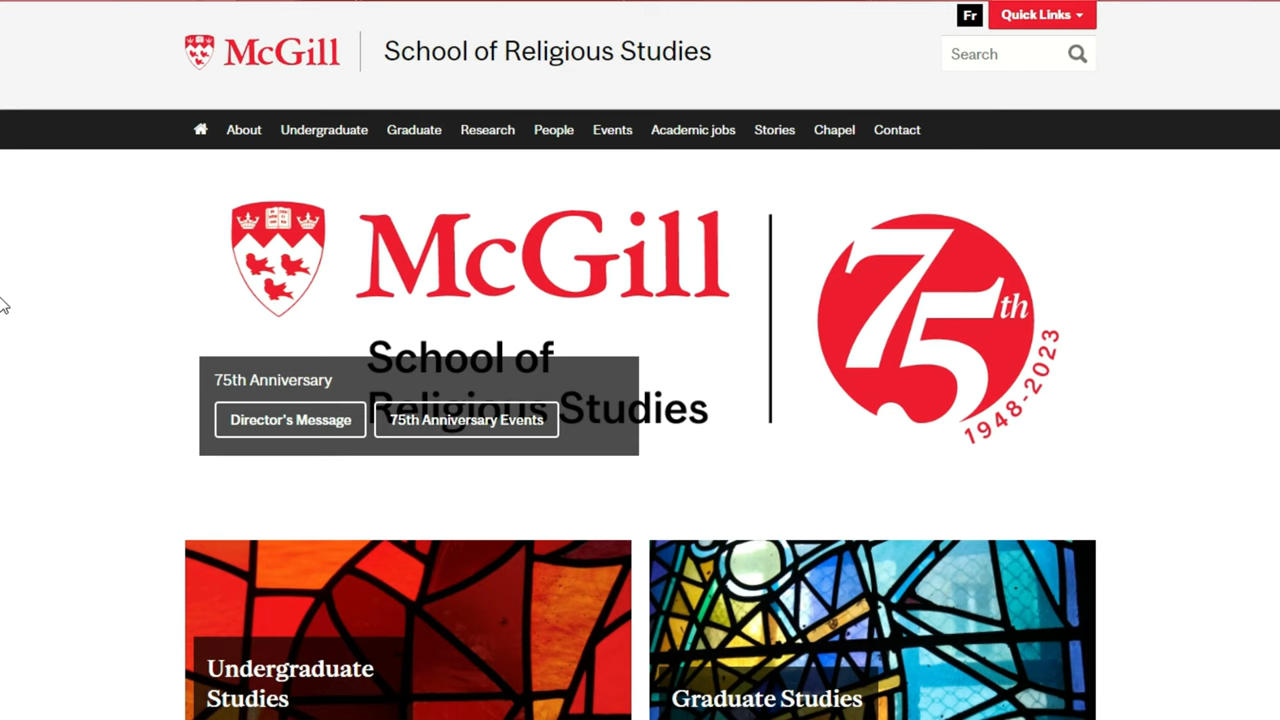 Fr
Quick Links
McGill
School of Religious Studies
Search
About Undergraduate Graduate Research People Events Academic jobs Stories Chapel Contact
McGill
School of
Religious Studies
75th
1948-2023
75th Anniversary
Director's Message 75th Anniversary Events
Undergraduate
Studies
Graduate Studies